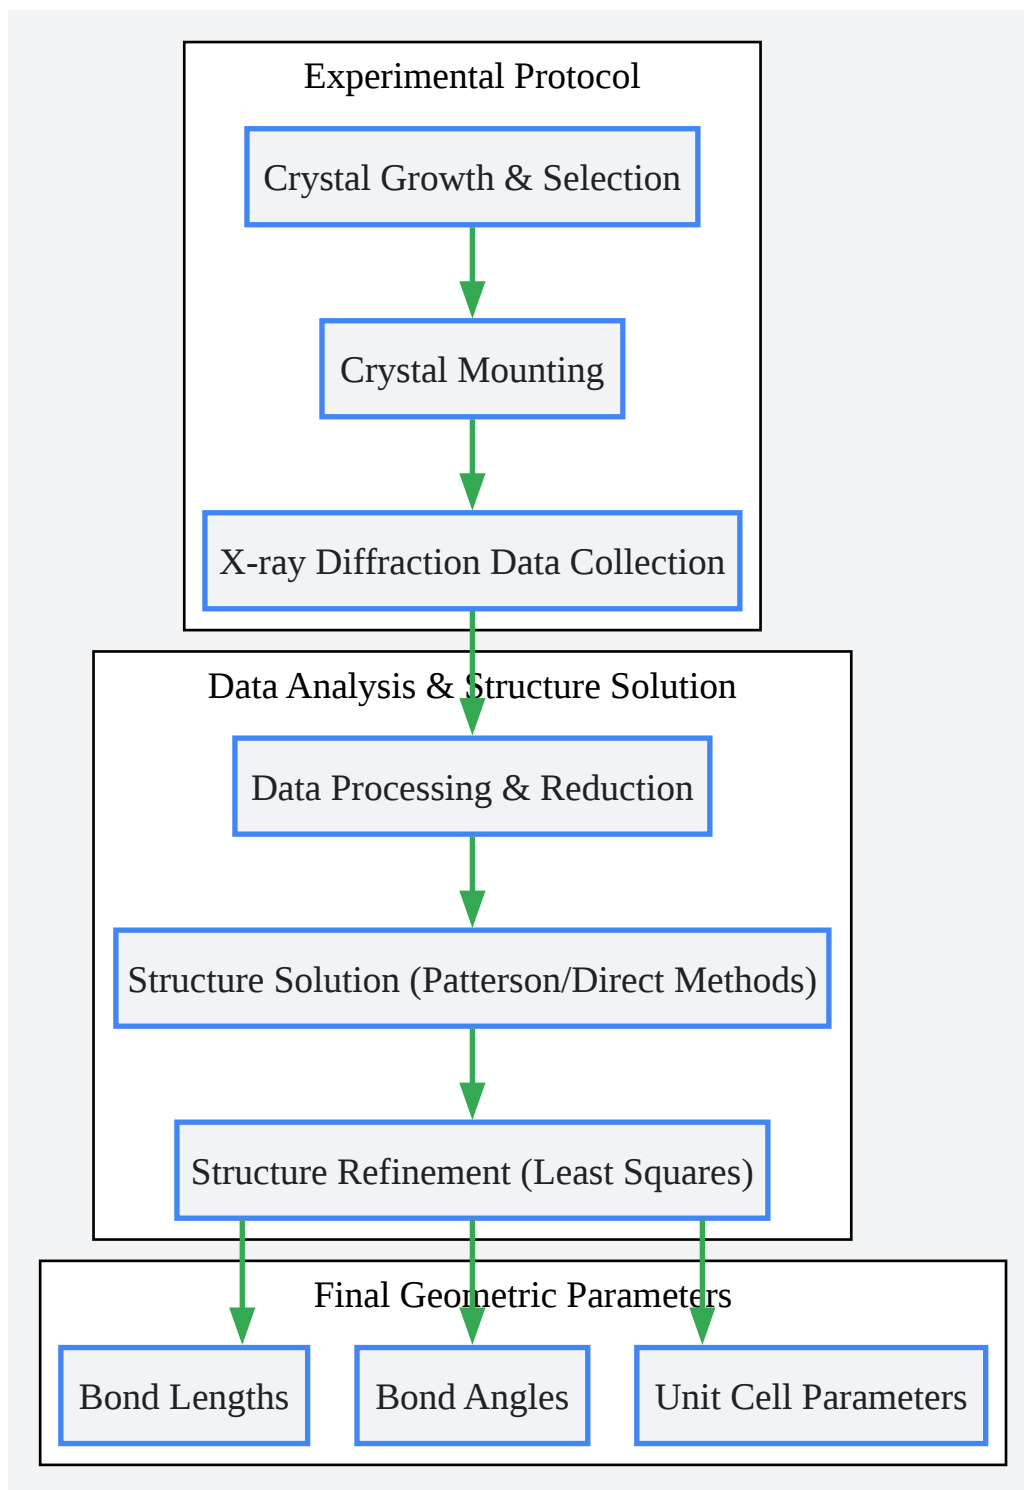 Experimental Protocol
Crystal Growth & Selection
Crystal Mounting
X-ray Diffraction Data Collection
Data Analysis & Structure Solution
Data Processing & Reduction
Structure Solution (Patterson/Direct Methods)
Structure Refinement (Least Squares)
Final Geometric Parameters
Bond Lengths
Bond Angles
Unit Cell Parameters